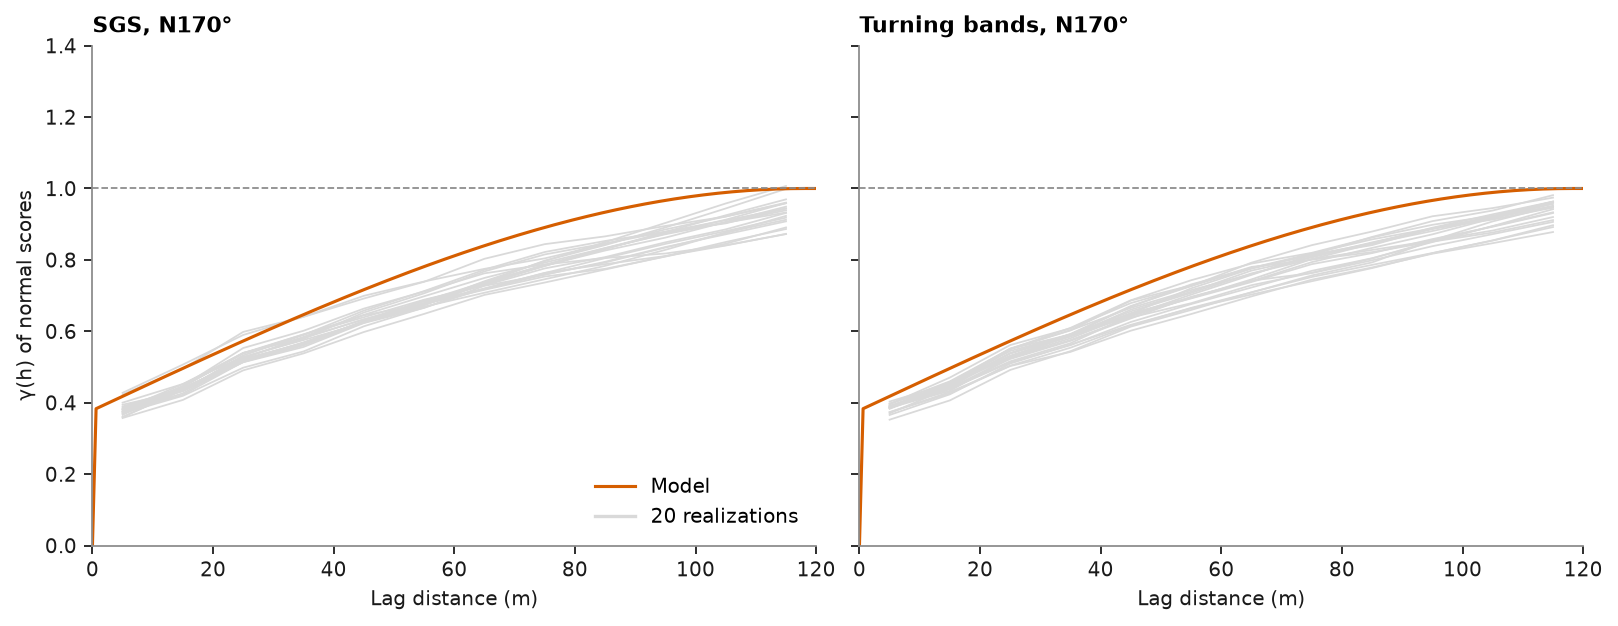 SGS, N170°
Turning bands, N170°
γ(h) of normal scores
1.4
1.2
1.0
0.8
0.6
0.4
0.2
0.0
Model
20 realizations
0 20 40 60 80 100 120
0 20 40 60 80 100 120
Lag distance (m)
Lag distance (m)